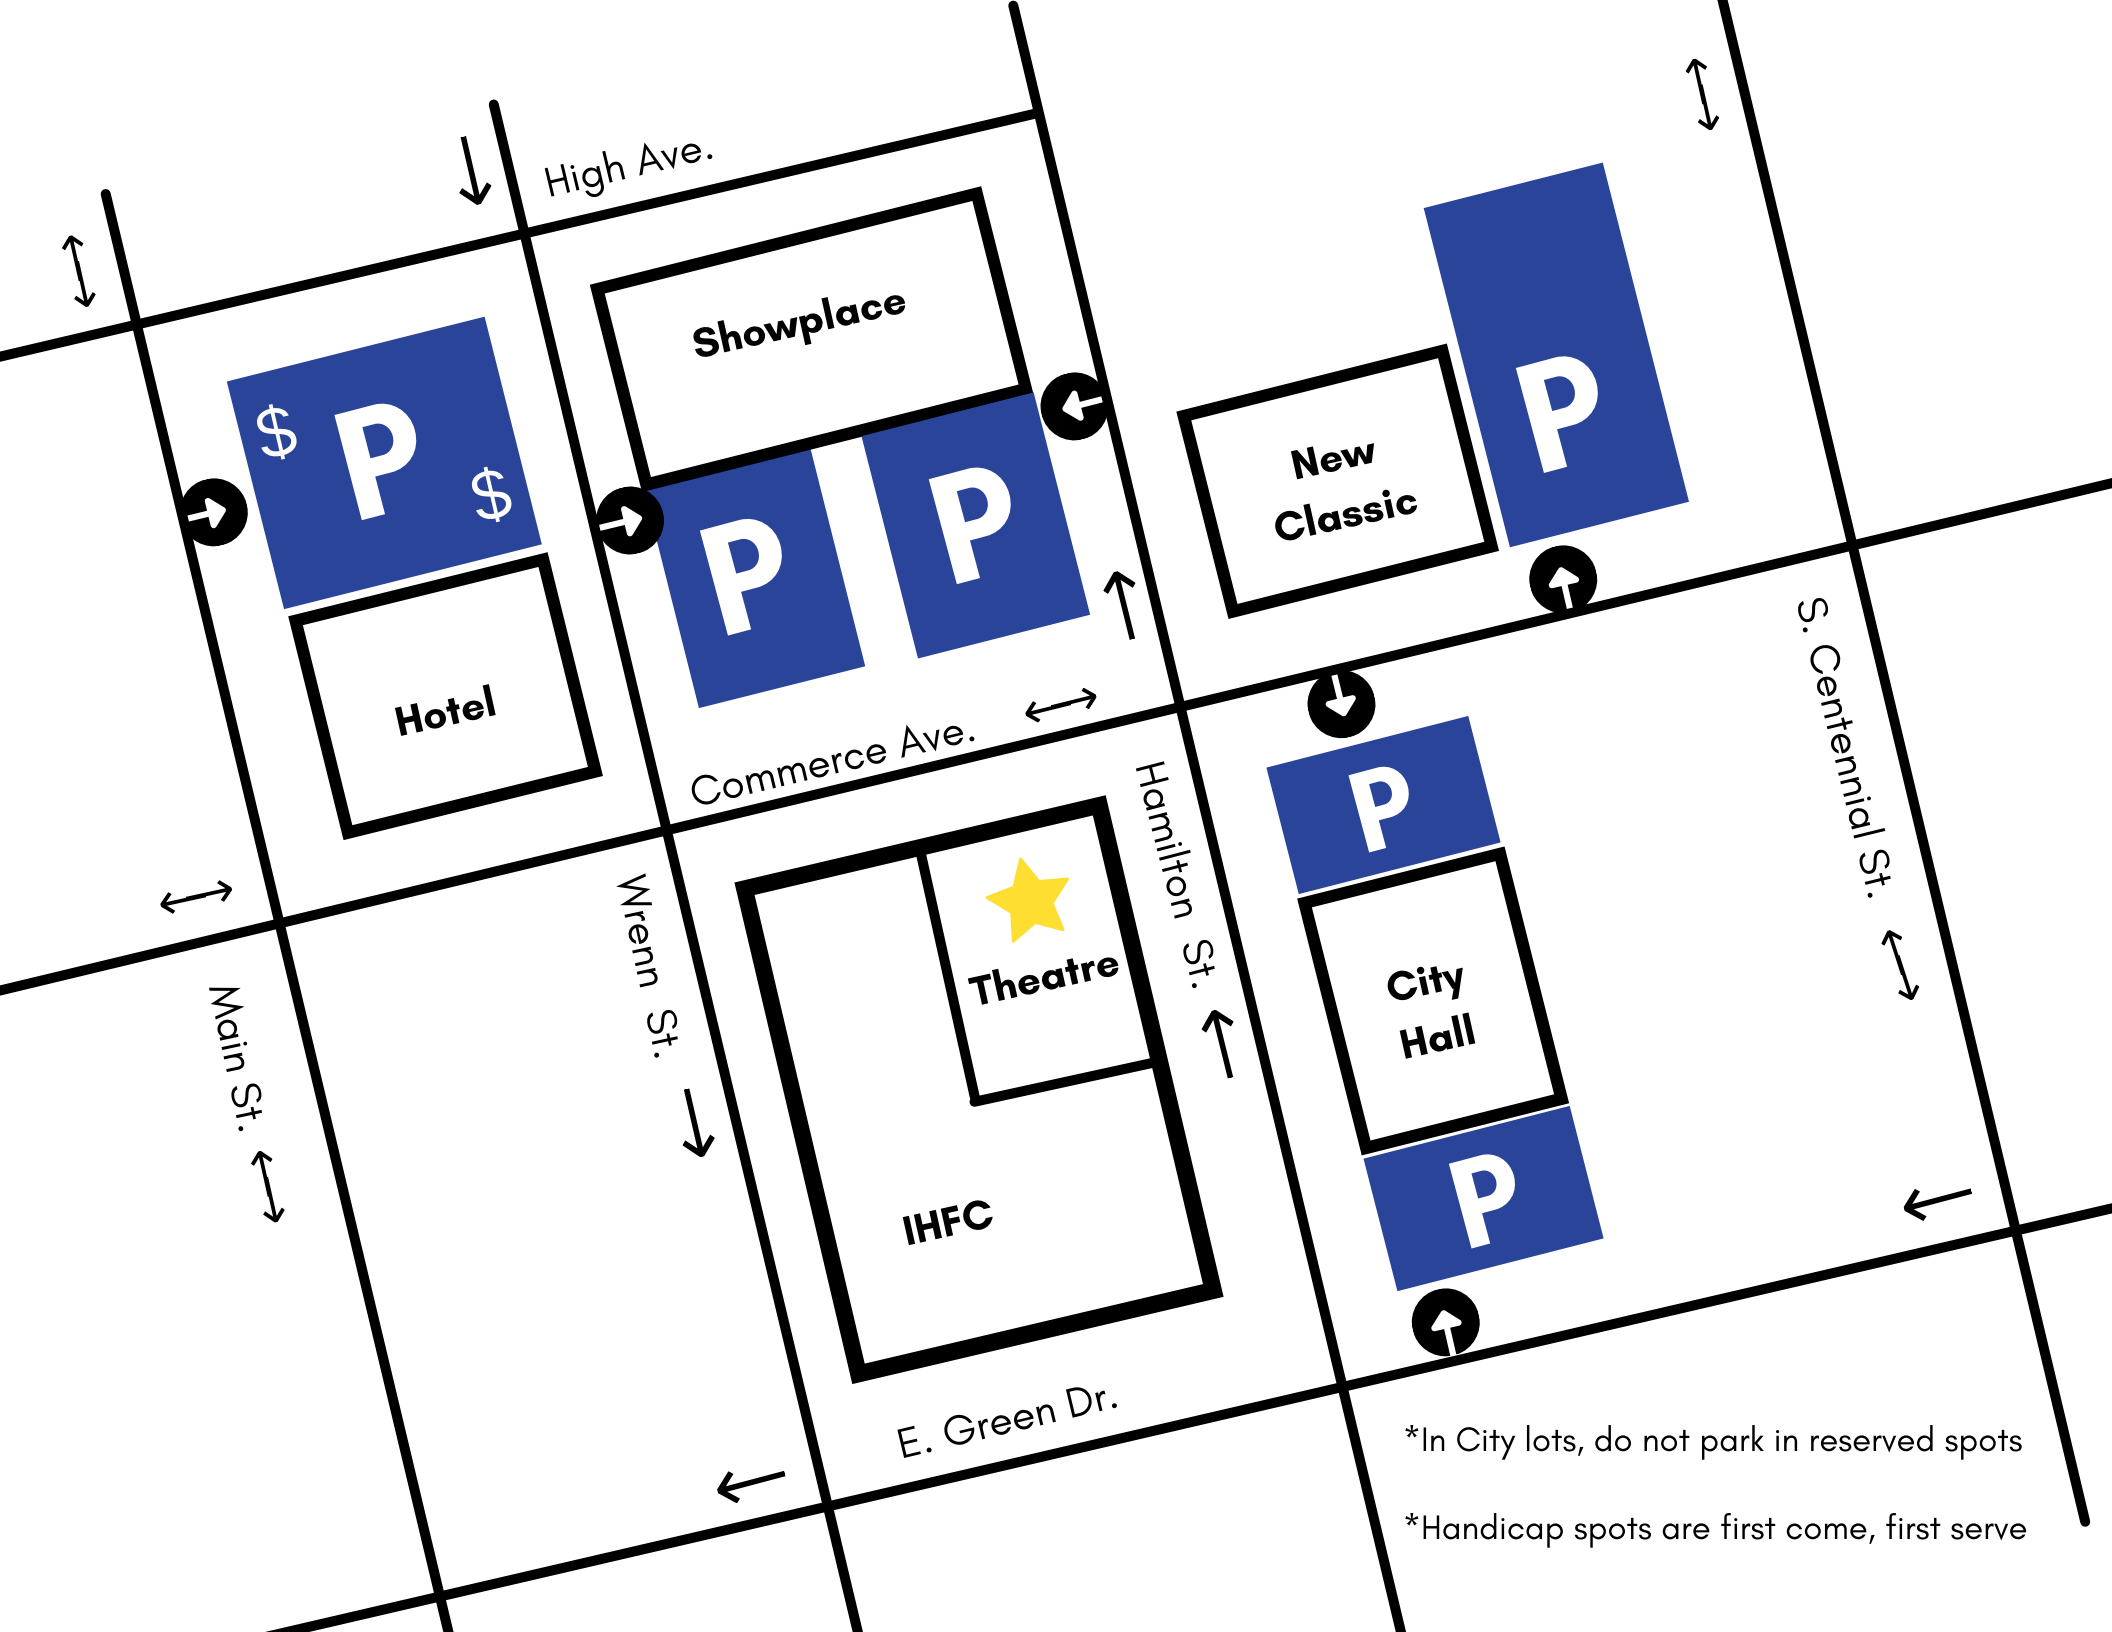 High Ave.
Showplace
$ P
$
P
P
P
New
Classic
Hotel
Commerce Ave.
S. Centennial St.
Hamilton St.
P
Wrenn St.
Theatre
City
Hall
Main St.
P
IHFC
E. Green Dr.
*In City lots, do not park in reserved spots
*Handicap spots are first come, first serve